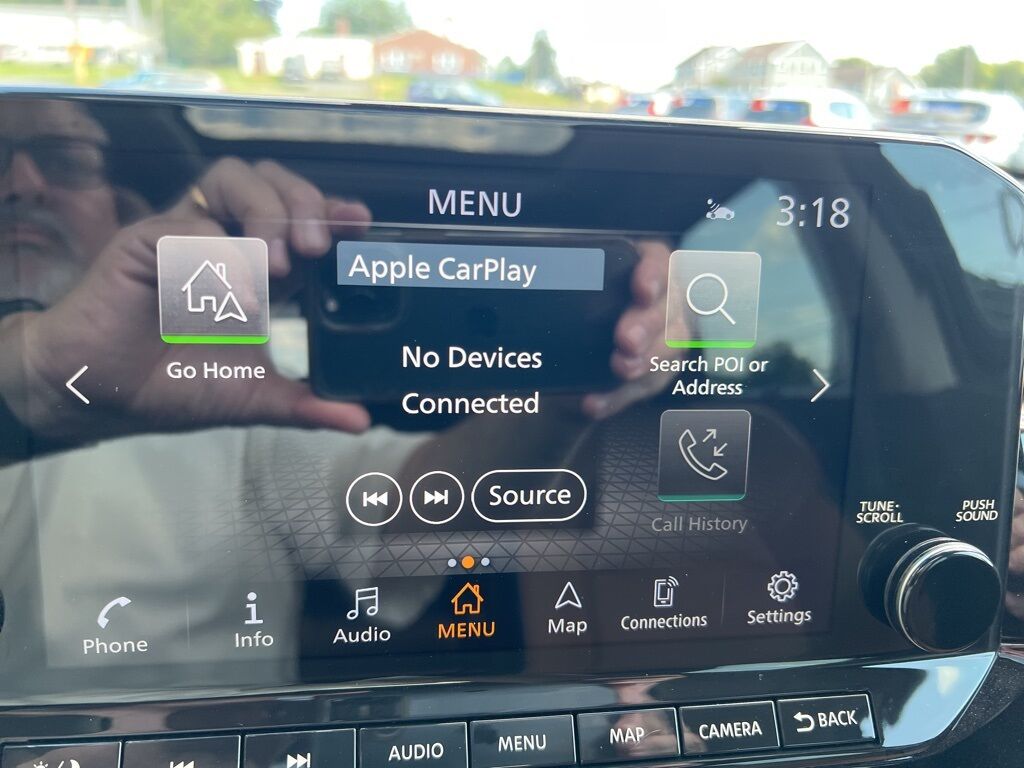 MENU
3:18
Apple CarPlay
Go Home
No Devices
Connected
Search POI or
Address
Source
Call History
TUNE•
SCROLL
PUSH
SOUND
Phone
Info
Audio
MENU
Map
Connections
Settings
AUDIO
MENU
MAP
CAMERA
BACK